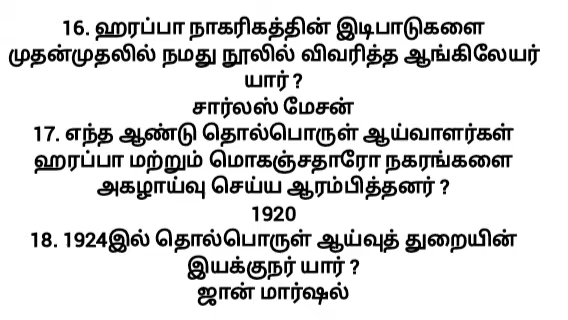 16. ஹரப்பா நாகரிகத்தின் இடிபாடுகளை
முதன்முதலில் நமது நூலில் விவரித்த ஆங்கிலேயர்
யார் ?
சார்லஸ் மேசன்
17. எந்த ஆண்டு தொல்பொருள் ஆய்வாளர்கள்
ஹரப்பா மற்றும் மொகஞ்சதாரோ நகரங்களை
அகழாய்வு செய்ய ஆரம்பித்தனர் ?
1920
18. 1924இல் தொல்பொருள் ஆய்வுத் துறையின்
இயக்குநர் யார் ?
ஜான் மார்ஷல்